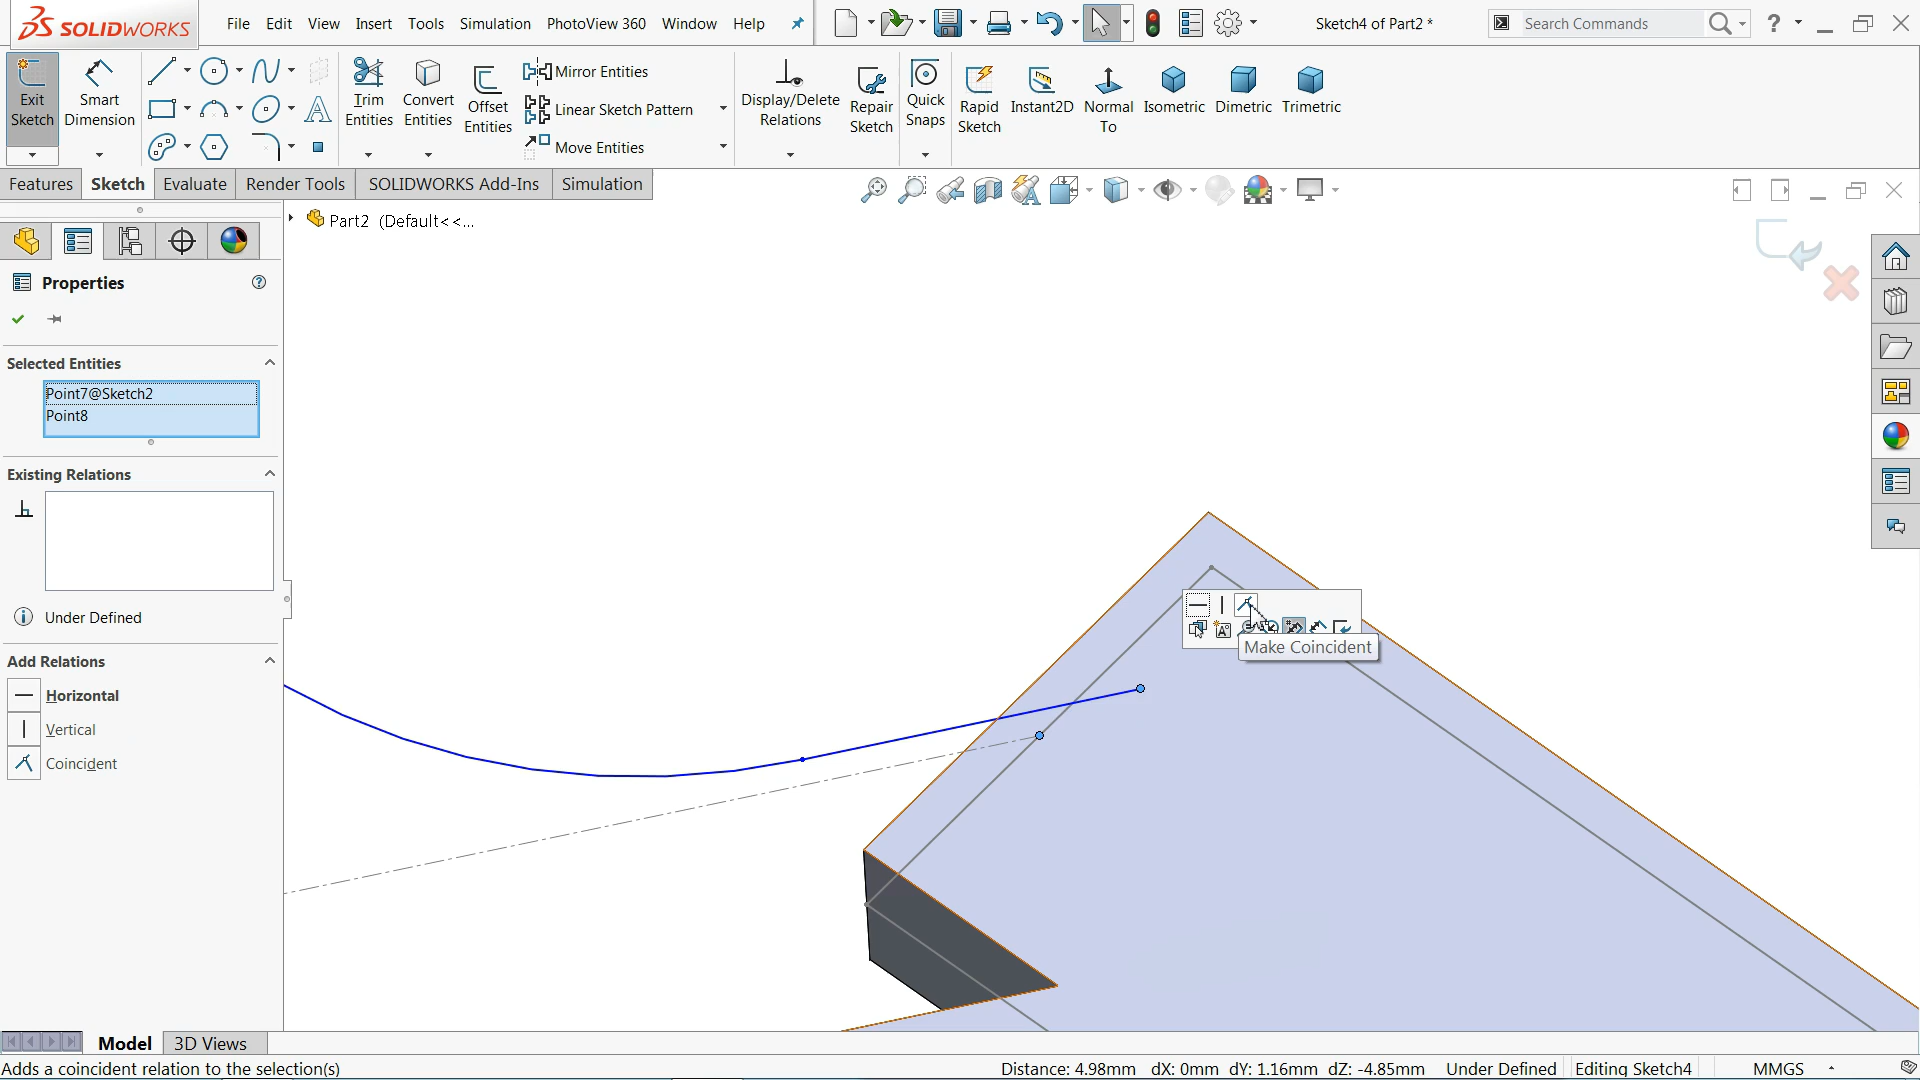 SOLIDWORKS
File Edit View Insert Tools Simulation PhotoView 360 Window Help
Sketch4 of Part2 *
Search Commands
Exit Sketch
Smart Dimension
Trim Entities
Convert Entities
Offset Entities
Mirror Entities
Linear Sketch Pattern
Move Entities
Display/Delete Relations
Repair Sketch
Quick Snaps
Rapid Sketch
Instant2D
Normal To
Isometric
Dimetric
Trimetric
Features Sketch Evaluate Render Tools SOLIDWORKS Add-Ins Simulation
Part2 (Default<<...
Properties
Selected Entities
Point7@Sketch2
Point8
Existing Relations
Under Defined
Add Relations
Horizontal
Vertical
Coincident
Make Coincident
Model 3D Views
Adds a coincident relation to the selection(s)
Distance: 4.98mm dX: 0mm dY: 1.16mm dZ: -4.85mm Under Defined Editing Sketch4 MMGS